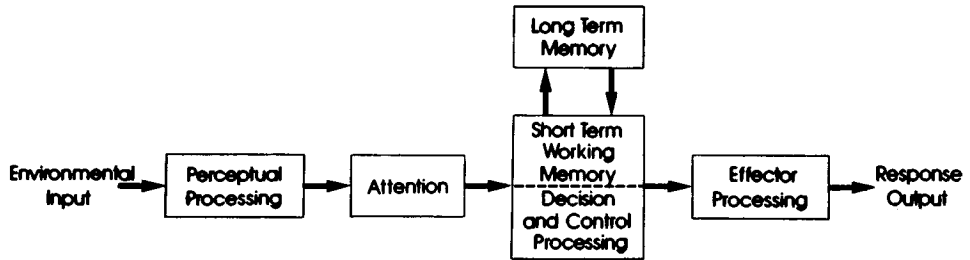 Long Term
Memory
Environmental
Input
Perceptual
Processing
Attention
Short Term
Working
Memory
Decision
and Control
Processing
Effector
Processing
Response
Output